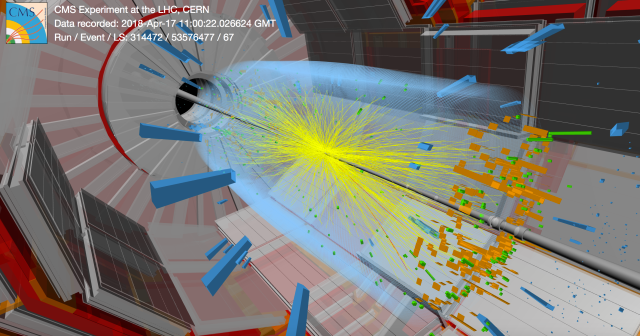 CMS
CMS Experiment at the LHC, CERN
Data recorded: 2018-Apr-17 11:00:22.026624 GMT
Run / Event / LS: 314472 / 53576477 / 67